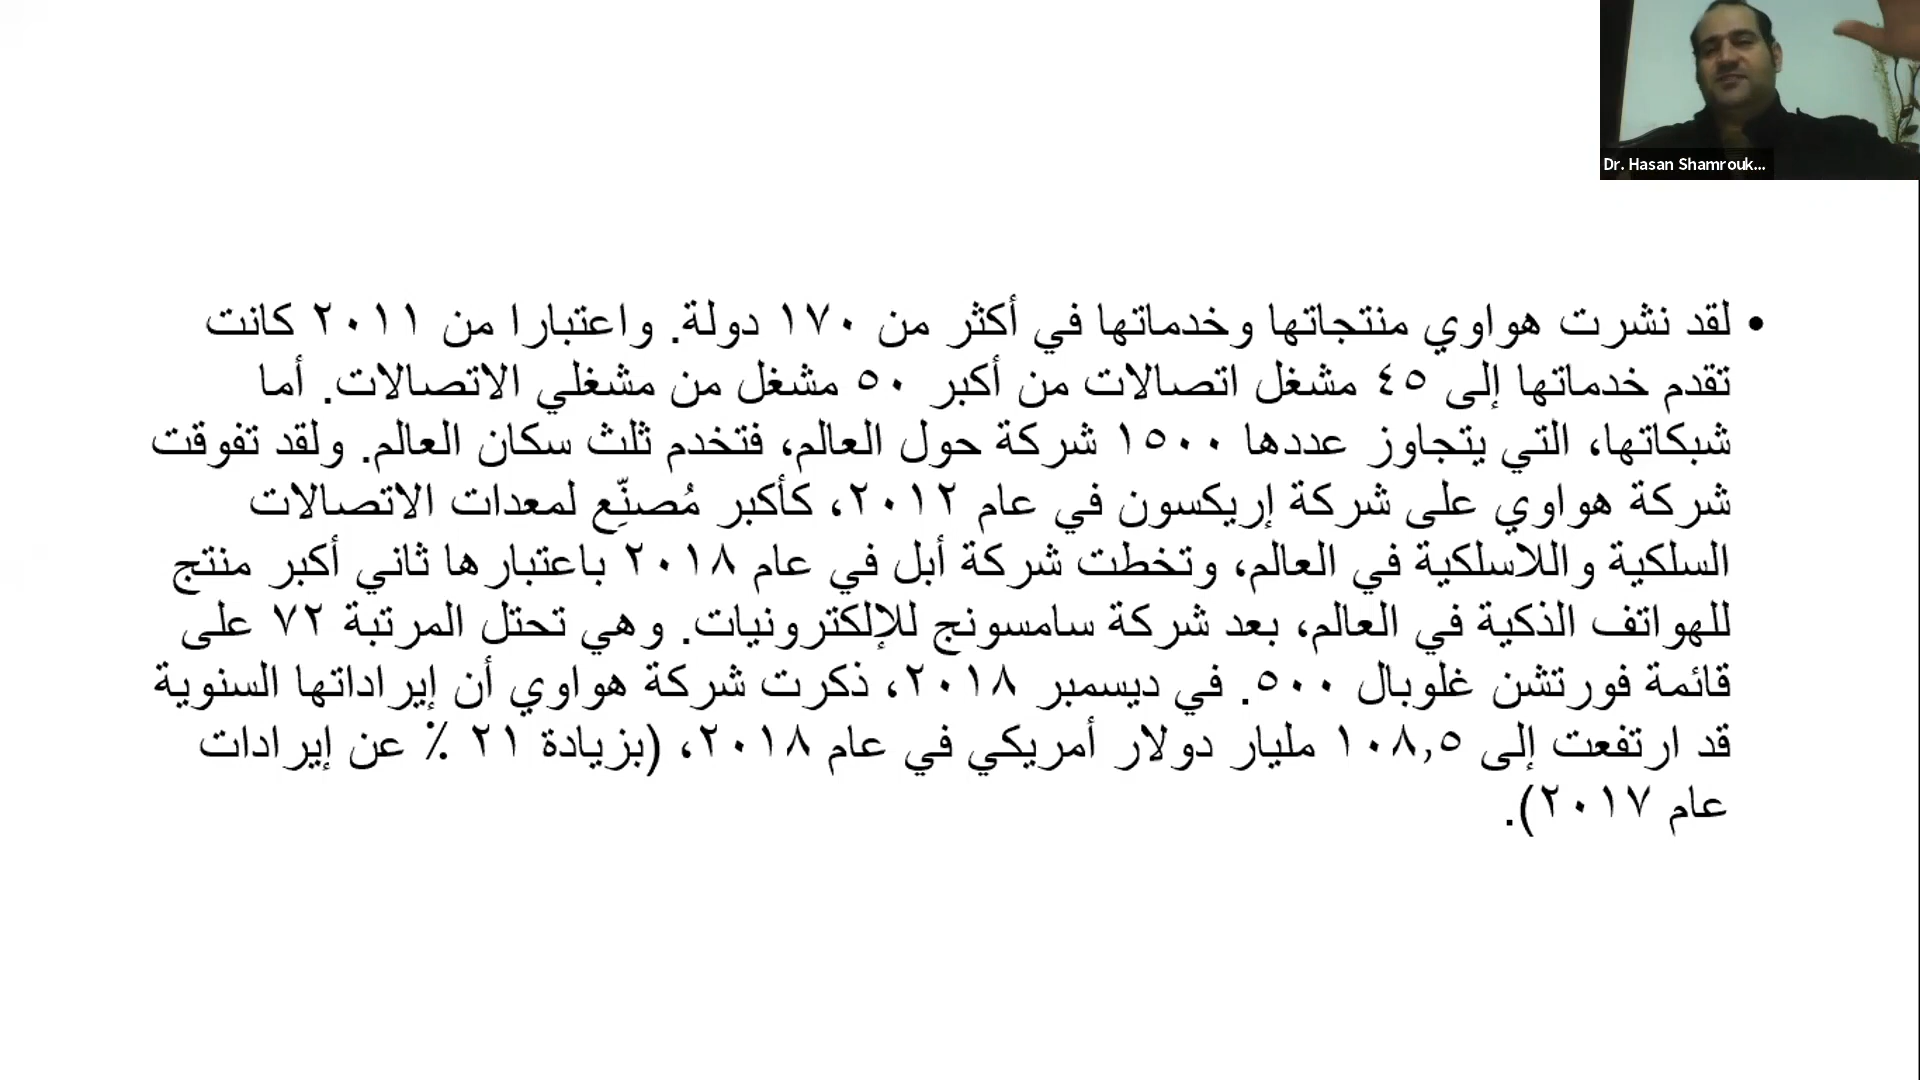 Dr. Hasan Shamrouk...
• لقد نشرت هواوي منتجاتها وخدماتها في أكثر من ١٧٠ دولة. واعتبارا من ٢٠١١ كانت
تقدم خدماتها إلى ٤٥ مشغل اتصالات من أكبر ٥٠ مشغل من مشغلي الاتصالات. أما
شبكاتها، التي يتجاوز عددها ١٥٠٠ شركة حول العالم، فتخدم ثلث سكان العالم. ولقد تفوقت
شركة هواوي على شركة إريكسون في عام ٢٠١٢، كأكبر مُصنِّع لمعدات الاتصالات
السلكية واللاسلكية في العالم، وتخطت شركة أبل في عام ٢٠١٨ باعتبارها ثاني أكبر منتج
للهواتف الذكية في العالم، بعد شركة سامسونج للإلكترونيات. وهي تحتل المرتبة ٧٢ على
قائمة فورتشن غلوبال ٥٠٠. في ديسمبر ٢٠١٨، ذكرت شركة هواوي أن إيراداتها السنوية
قد ارتفعت إلى ١٠٨,٥ مليار دولار أمريكي في عام ٢٠١٨، (بزيادة ٢١ ٪ عن إيرادات
عام ٢٠١٧).